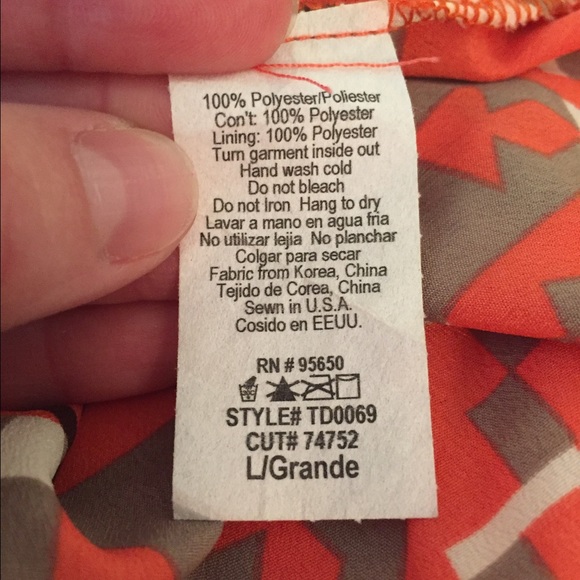 100% Polyester/Poliester
Con't: 100% Polyester
Lining: 100% Polyester
Turn garment inside out
Hand wash cold
Do not bleach
Do not Iron Hang to dry
Lavar a mano en agua fria
No utilizar lejia No planchar
Colgar para secar
Fabric from Korea, China
Tejido de Corea, China
Sewn in U.S.A.
Cosido en EEUU.
RN # 95650
STYLE# TD0069
CUT# 74752
L/Grande